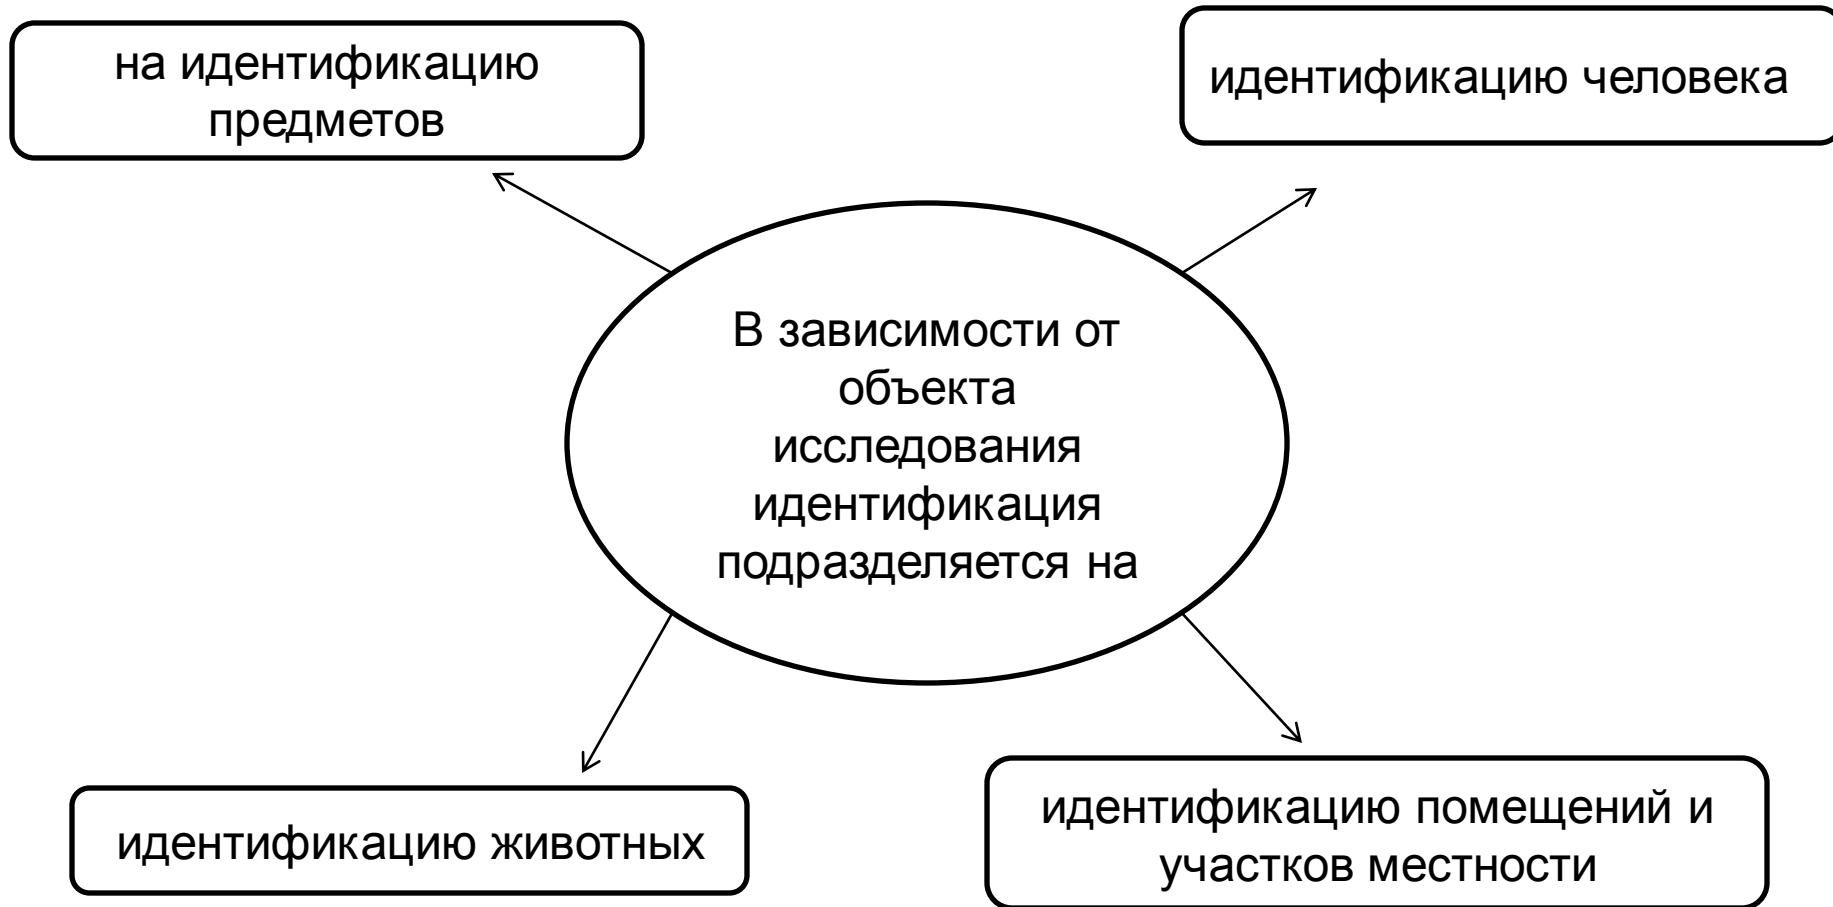 на идентификацию
предметов
идентификацию человека
В зависимости от
объекта
исследования
идентификация
подразделяется на
идентификацию животных
идентификацию помещений и
участков местности